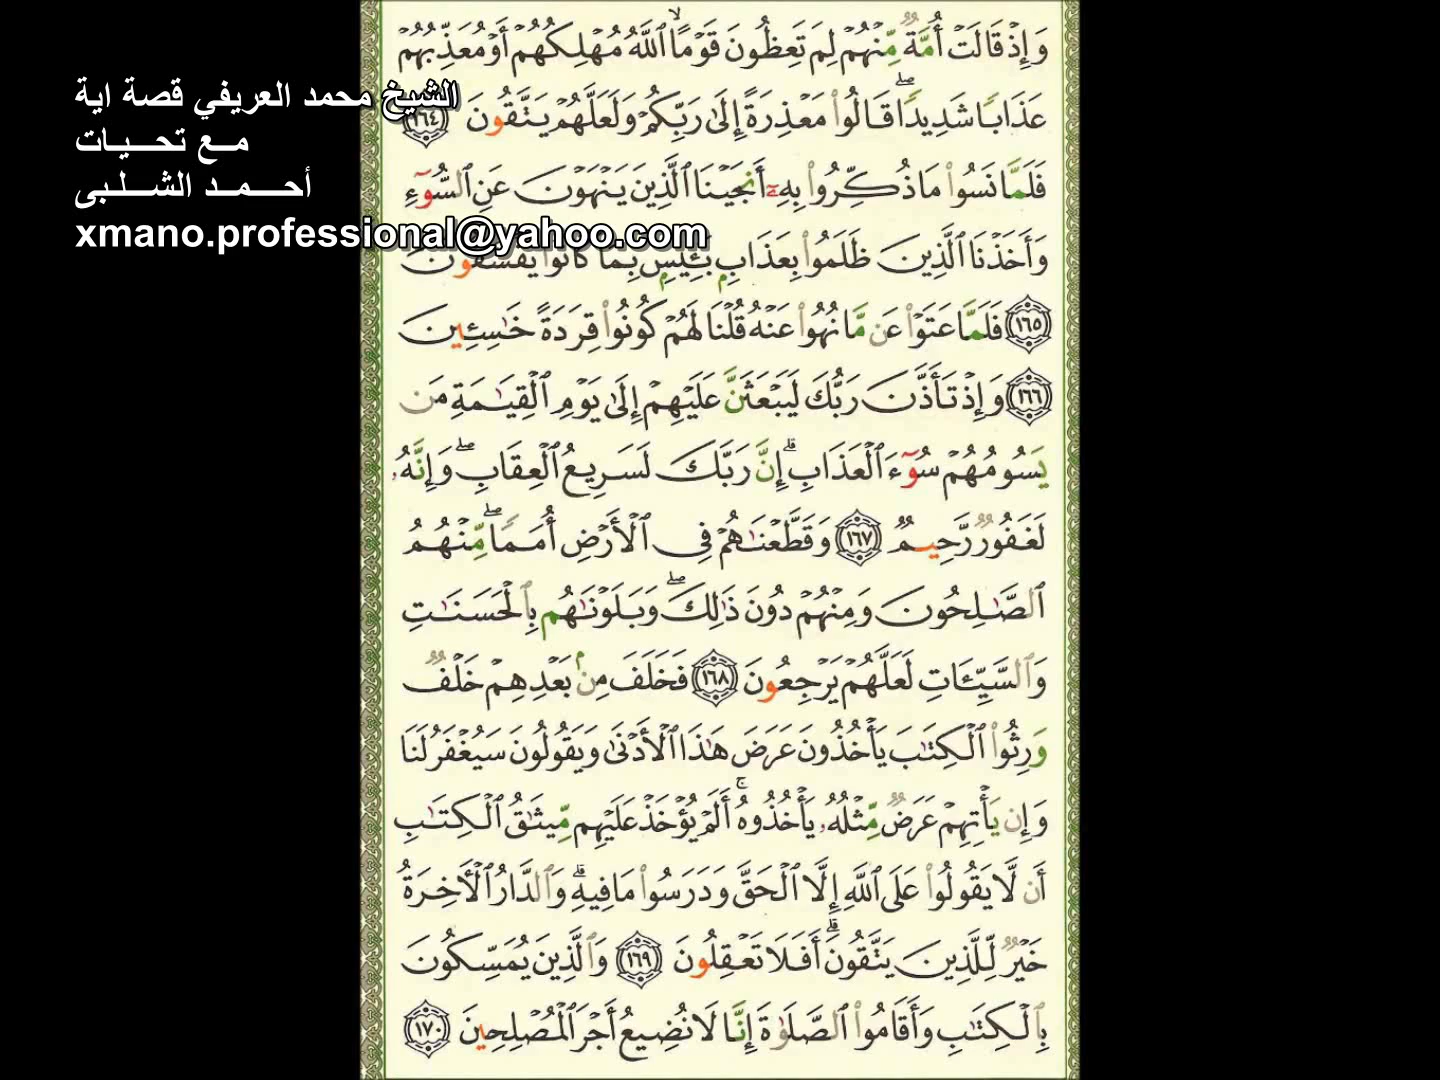 وَإِذْ قَالَتْ أُمَّةٌ مِّنْهُمْ لِمَ تَعِظُونَ قَوْمًا ۙ ٱللَّهُ مُهْلِكُهُمْ أَوْ مُعَذِّبُهُمْ
عَذَابًا شَدِيدًا ۖ قَالُوا۟ مَعْذِرَةً إِلَىٰ رَبِّكُمْ وَلَعَلَّهُمْ يَتَّقُونَ ١٦٤
فَلَمَّا نَسُوا۟ مَا ذُكِّرُوا۟ بِهِۦٓ أَنجَيْنَا ٱلَّذِينَ يَنْهَوْنَ عَنِ ٱلسُّوٓءِ
وَأَخَذْنَا ٱلَّذِينَ ظَلَمُوا۟ بِعَذَابٍۭ بَـِٔيسٍۭ بِمَا كَانُوا۟ يَفْسُقُونَ
١٦٥ فَلَمَّا عَتَوْا۟ عَن مَّا نُهُوا۟ عَنْهُ قُلْنَا لَهُمْ كُونُوا۟ قِرَدَةً خَـٰسِـِٔينَ
١٦٦ وَإِذْ تَأَذَّنَ رَبُّكَ لَيَبْعَثَنَّ عَلَيْهِمْ إِلَىٰ يَوْمِ ٱلْقِيَـٰمَةِ مَن
يَسُومُهُمْ سُوٓءَ ٱلْعَذَابِ ۗ إِنَّ رَبَّكَ لَسَرِيعُ ٱلْعِقَابِ ۖ وَإِنَّهُۥ
لَغَفُورٌ رَّحِيمٌ ١٦٧ وَقَطَّعْنَـٰهُمْ فِى ٱلْأَرْضِ أُمَمًا ۖ مِّنْهُمُ
ٱلصَّـٰلِحُونَ وَمِنْهُمْ دُونَ ذَٰلِكَ ۖ وَبَلَوْنَـٰهُم بِٱلْحَسَنَـٰتِ
وَٱلسَّيِّـَٔاتِ لَعَلَّهُمْ يَرْجِعُونَ ١٦٨ فَخَلَفَ مِنۢ بَعْدِهِمْ خَلْفٌ
وَرِثُوا۟ ٱلْكِتَـٰبَ يَأْخُذُونَ عَرَضَ هَـٰذَا ٱلْأَدْنَىٰ وَيَقُولُونَ سَيُغْفَرُ لَنَا
وَإِن يَأْتِهِمْ عَرَضٌ مِّثْلُهُۥ يَأْخُذُوهُ ۚ أَلَمْ يُؤْخَذْ عَلَيْهِم مِّيثَـٰقُ ٱلْكِتَـٰبِ
أَن لَّا يَقُولُوا۟ عَلَى ٱللَّهِ إِلَّا ٱلْحَقَّ وَدَرَسُوا۟ مَا فِيهِ ۗ وَٱلدَّارُ ٱلْـَٔاخِرَةُ
خَيْرٌ لِّلَّذِينَ يَتَّقُونَ ۗ أَفَلَا تَعْقِلُونَ ١٦٩ وَٱلَّذِينَ يُمَسِّكُونَ
بِٱلْكِتَـٰبِ وَأَقَامُوا۟ ٱلصَّلَوٰةَ إِنَّا لَا نُضِيعُ أَجْرَ ٱلْمُصْلِحِينَ ١٧٠
الشيخ محمد العريفي قصة اية
مــع تحـــيـات
أحــــمــد الشـــلــبى
xmano.professional@yahoo.com